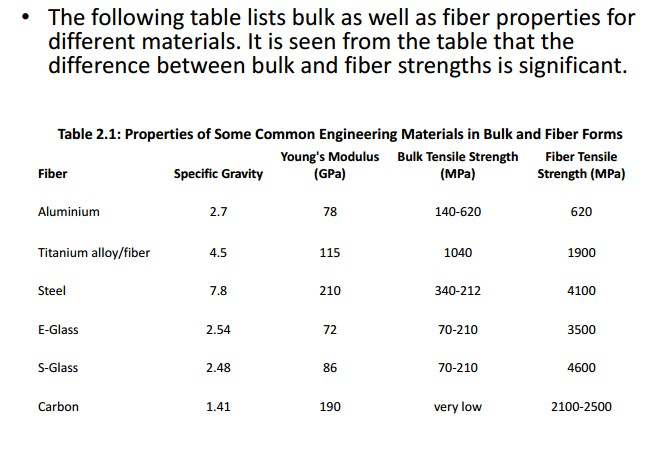 • The following table lists bulk as well as fiber properties for
different materials. It is seen from the table that the
difference between bulk and fiber strengths is significant.
Table 2.1: Properties of Some Common Engineering Materials in Bulk and Fiber Forms
Fiber Specific Gravity Young's Modulus (GPa) Bulk Tensile Strength (MPa) Fiber Tensile Strength (MPa)
Aluminium 2.7 78 140-620 620
Titanium alloy/fiber 4.5 115 1040 1900
Steel 7.8 210 340-212 4100
E-Glass 2.54 72 70-210 3500
S-Glass 2.48 86 70-210 4600
Carbon 1.41 190 very low 2100-2500